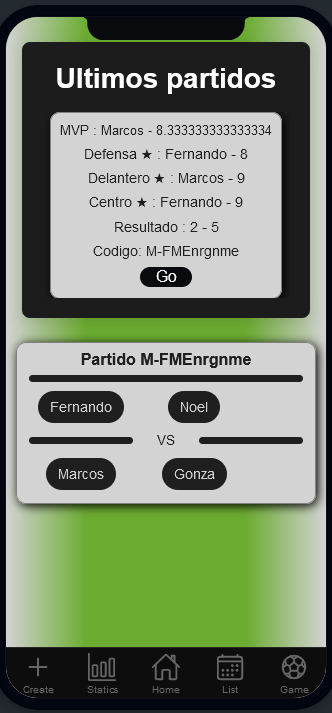 Ultimos partidos
MVP : Marcos - 8.333333333333334
Defensa ★ : Fernando - 8
Delantero ★ : Marcos - 9
Centro ★ : Fernando - 9
Resultado : 2 - 5
Codigo: M-FMEnrgnme
Go
Partido M-FMEnrgnme
Fernando Noel
VS
Marcos Gonza
Create Statics Home List Game